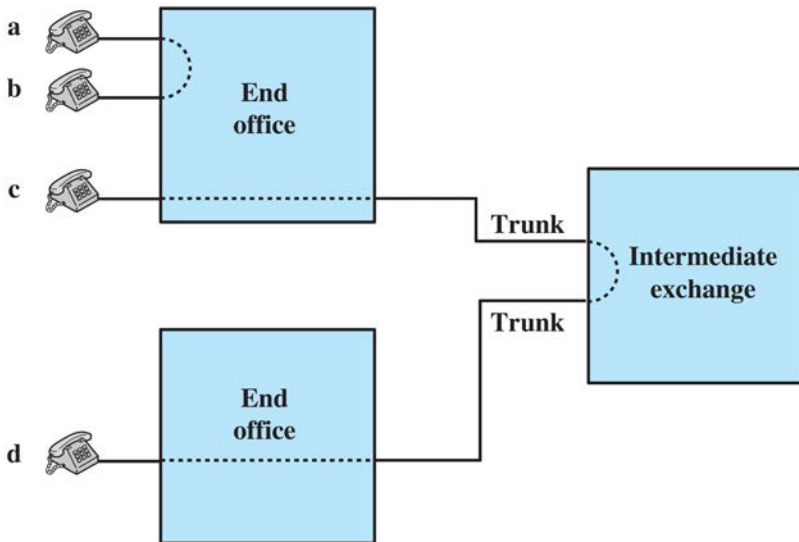 a
b
c
End
office
Trunk
Intermediate
exchange
Trunk
End
office
d